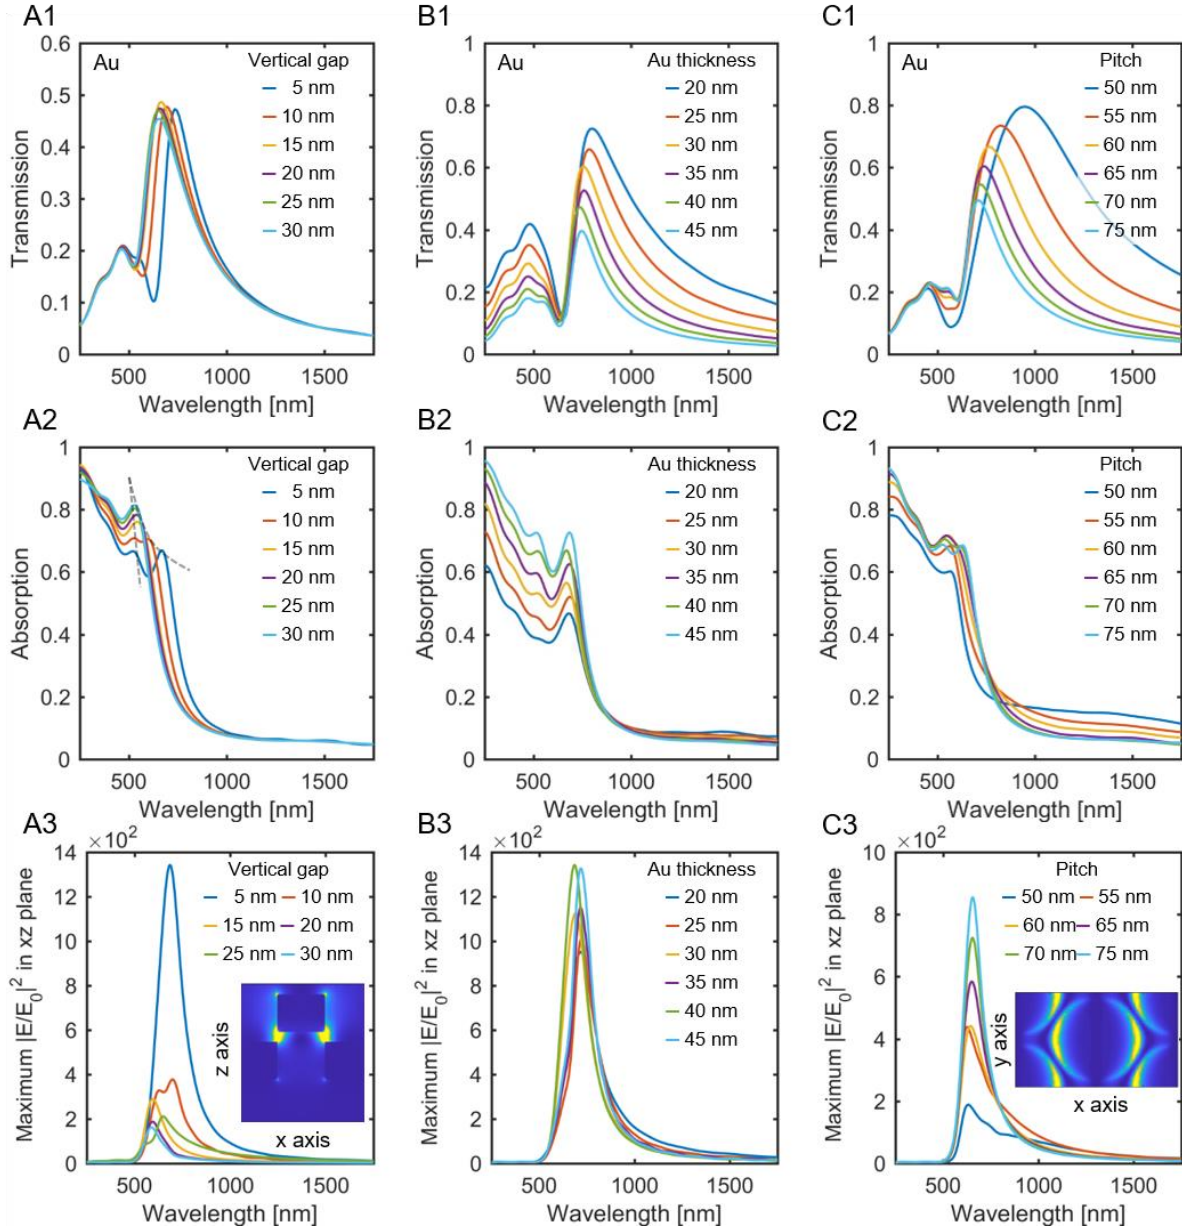 A1
Au
Vertical gap
5 nm
10 nm
15 nm
20 nm
25 nm
30 nm
0.6
0.5
0.4
0.3
0.2
0.1
0
Transmission
500 1000 1500
Wavelength [nm]
B1
Au
Au thickness
20 nm
25 nm
30 nm
35 nm
40 nm
45 nm
1
0.8
0.6
0.4
0.2
0
Transmission
500 1000 1500
Wavelength [nm]
C1
Au
Pitch
50 nm
55 nm
60 nm
65 nm
70 nm
75 nm
1
0.8
0.6
0.4
0.2
0
Transmission
500 1000 1500
Wavelength [nm]
A2
Vertical gap
5 nm
10 nm
15 nm
20 nm
25 nm
30 nm
1
0.8
0.6
0.4
0.2
0
Absorption
500 1000 1500
Wavelength [nm]
B2
Au thickness
20 nm
25 nm
30 nm
35 nm
40 nm
45 nm
1
0.8
0.6
0.4
0.2
0
Absorption
500 1000 1500
Wavelength [nm]
C2
Pitch
50 nm
55 nm
60 nm
65 nm
70 nm
75 nm
1
0.8
0.6
0.4
0.2
0
Absorption
500 1000 1500
Wavelength [nm]
A3
×10²
Vertical gap
5 nm 10 nm
15 nm 20 nm
25 nm 30 nm
14
12
10
8
6
4
2
0
Maximum |E/E₀|² in xz plane
z axis
x axis
500 1000 1500
Wavelength [nm]
B3
×10²
Au thickness
20 nm
25 nm
30 nm
35 nm
40 nm
45 nm
14
12
10
8
6
4
2
0
Maximum |E/E₀|² in xz plane
500 1000 1500
Wavelength [nm]
C3
×10²
Pitch
50 nm 55 nm
60 nm 65 nm
70 nm 75 nm
10
8
6
4
2
0
Maximum |E/E₀|² in xz plane
y axis
x axis
500 1000 1500
Wavelength [nm]